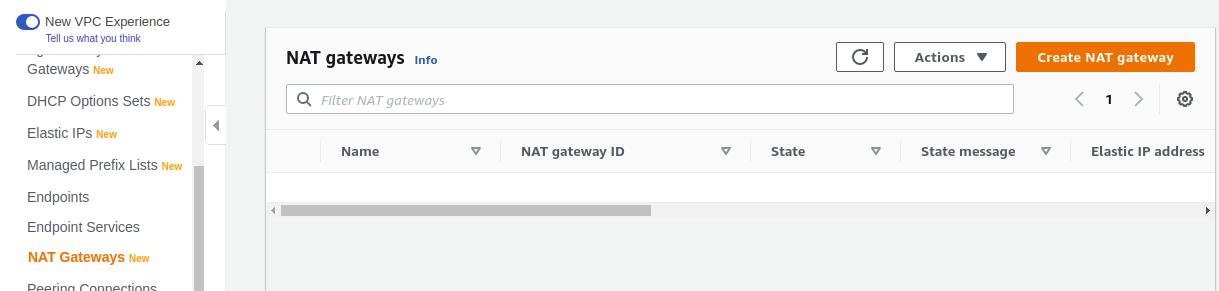 New VPC Experience
Tell us what you think
Gateways New
DHCP Options Sets New
Elastic IPs New
Managed Prefix Lists New
Endpoints
Endpoint Services
NAT Gateways New
Peering Connections
NAT gateways Info
Actions
Create NAT gateway
Filter NAT gateways
1
Name NAT gateway ID State State message Elastic IP address